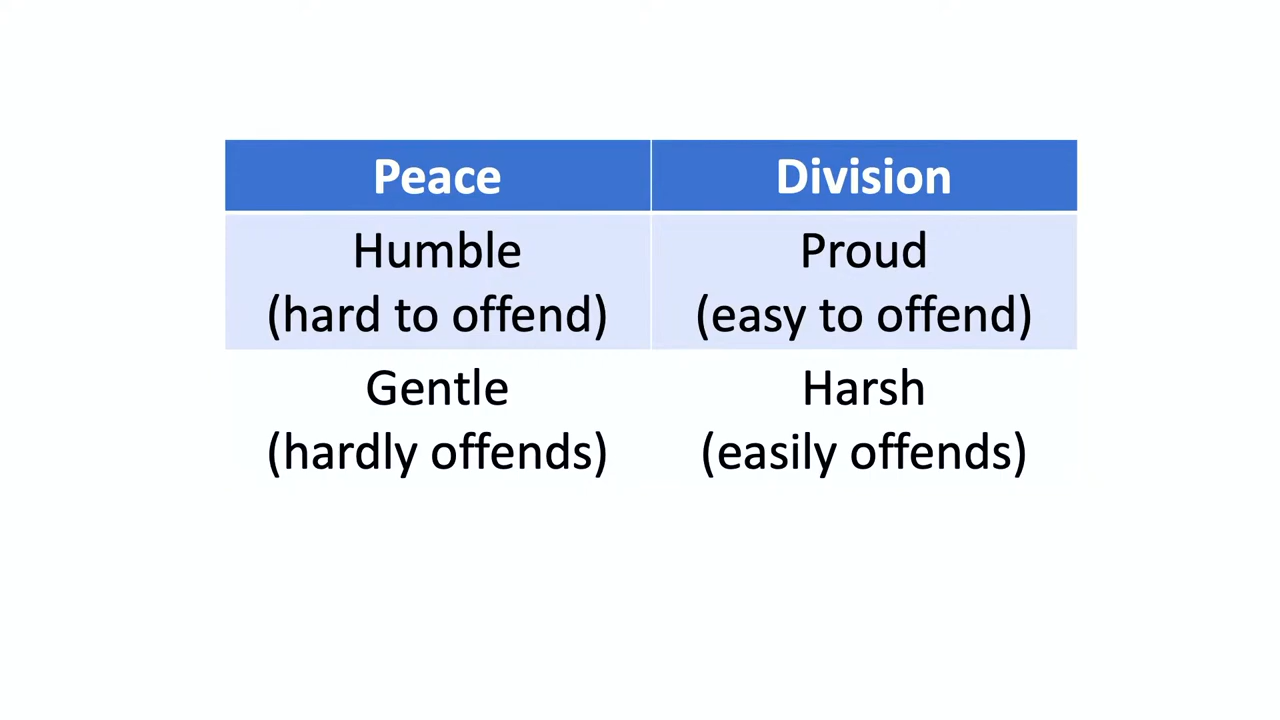 Peace Division
Humble Proud
(hard to offend) (easy to offend)
Gentle Harsh
(hardly offends) (easily offends)